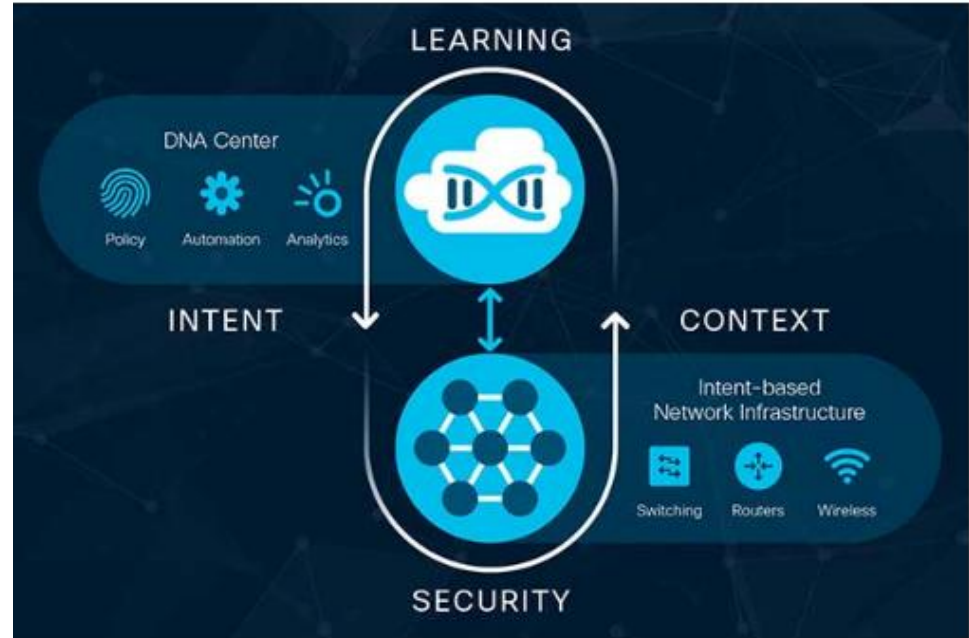 LEARNING
DNA Center
Policy Automation Analytics
INTENT
CONTEXT
Intent-based
Network Infrastructure
Switching Routers Wireless
SECURITY